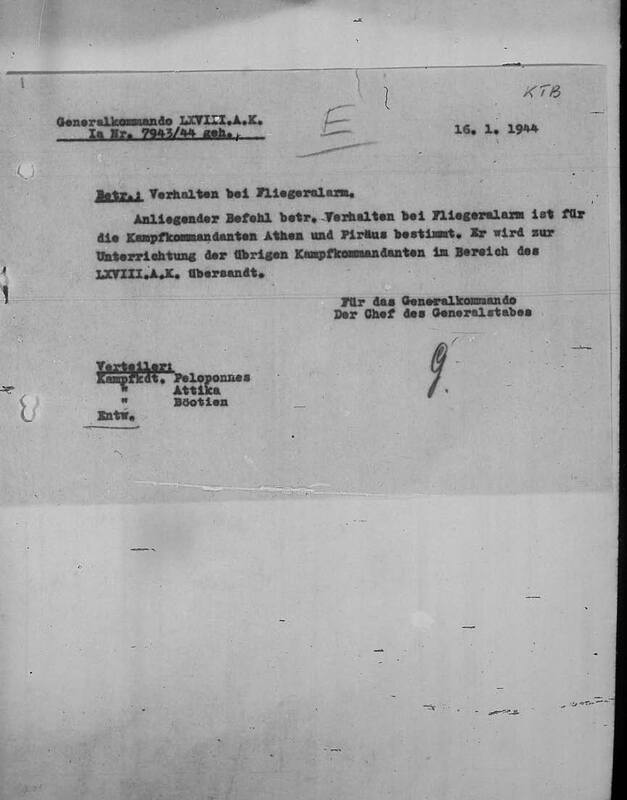 KTB
Generalkommando LXVIII.A.K.
Ia Nr. 7943/44 geh.
E
16. 1. 1944
Betr.: Verhalten bei Fliegeralarm.
Anliegender Befehl betr. Verhalten bei Fliegeralarm ist für
die Kampfkommandanten Athen und Piräus bestimmt. Er wird zur
Unterrichtung der übrigen Kampfkommandanten im Bereich des
LXVIII.A.K. übersandt.
Für das Generalkommando
Der Chef des Generalstabes
G.
Verteiler:
Kampfkdt. Peloponnes
" Attika
" Böotien
Entw.